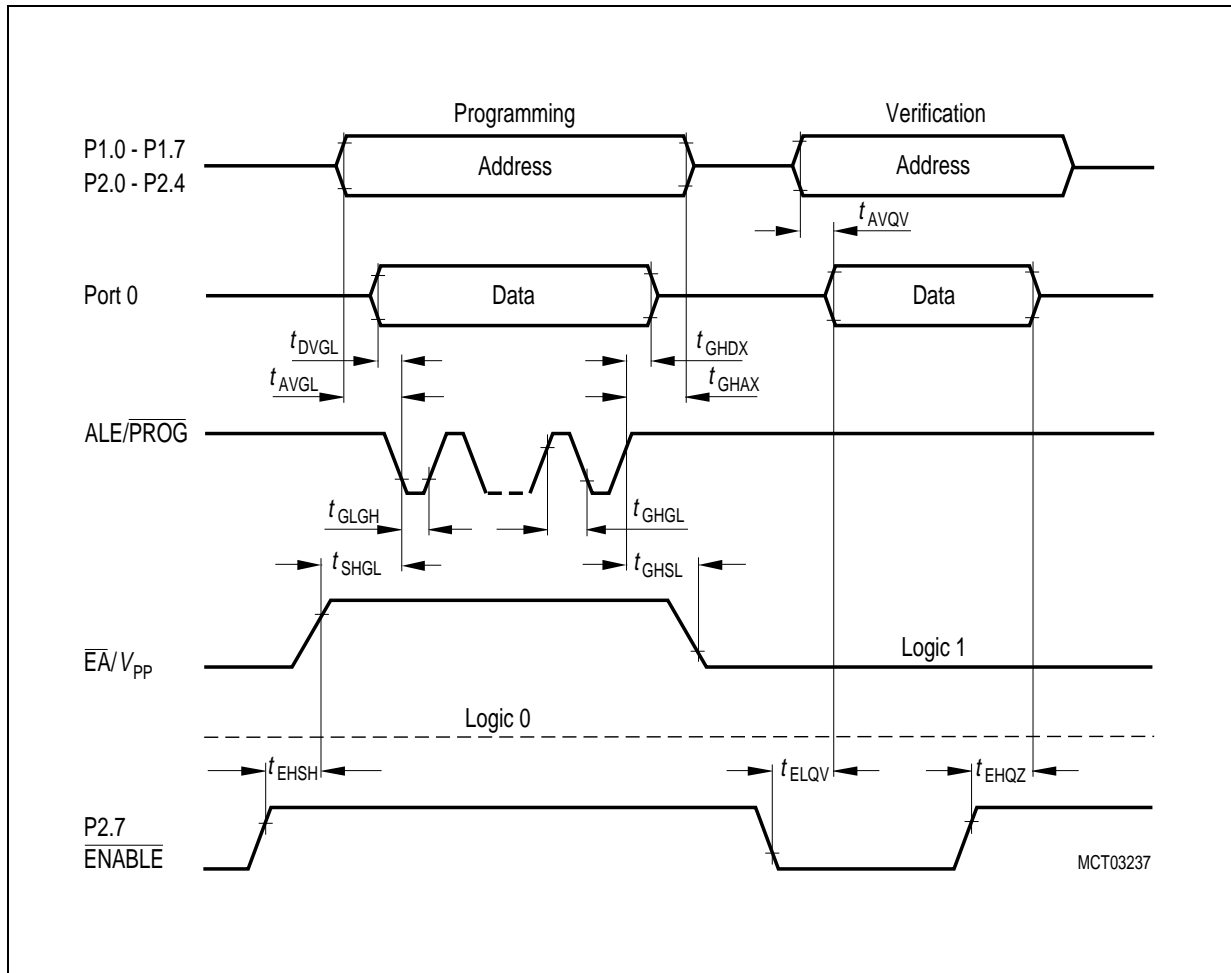 Programming
Verification
P1.0 - P1.7
P2.0 - P2.4
Address
Address
t AVQV
Port 0
Data
Data
t DVGL
t GHDX
t AVGL
t GHAX
ALE/PROG
t GLGH
t GHGL
t SHGL
t GHSL
EA/VPP
Logic 1
Logic 0
t EHSH
t ELQV
t EHQZ
P2.7
ENABLE
MCT03237